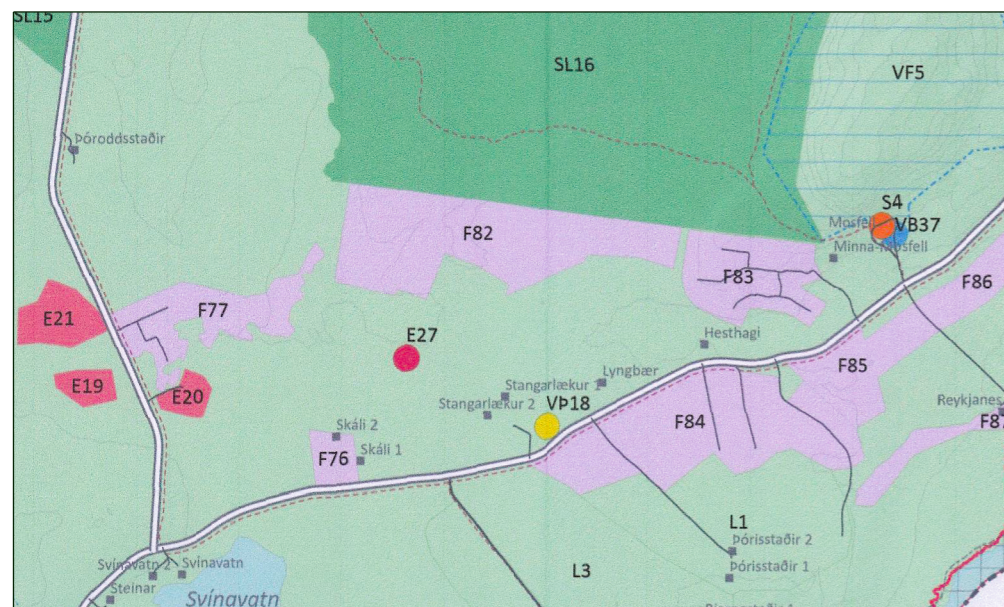 SL15
SL16
VF5
Þóroddsstaðir
S4
Mosfell
VB37
Minna-Mosfell
F82
F83
F86
F77
E21
E27
Hesthagi
F85
E19
E20
Lyngbær
Stangarlækur 1
VÞ18
Stangarlækur 2
Reykjanes
F84
F87
Skáli 2
Skáli 1
F76
L1
Þórisstaðir 2
Svínavatn 2
Svínavatn
L3
Þórisstaðir 1
Steinar
Svínavatn